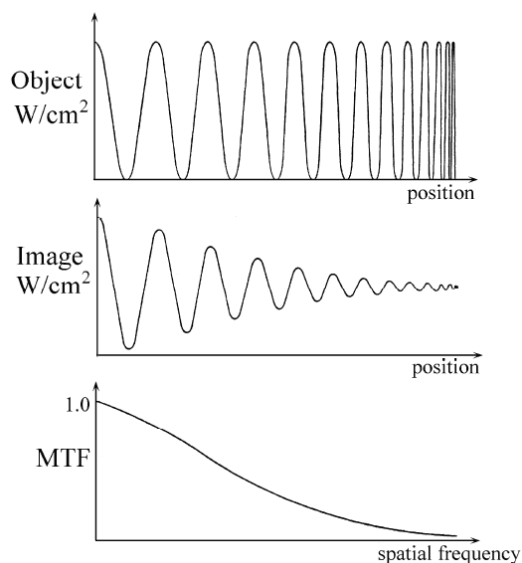 Object
W/cm²
position
Image
W/cm²
position
1.0
MTF
spatial frequency